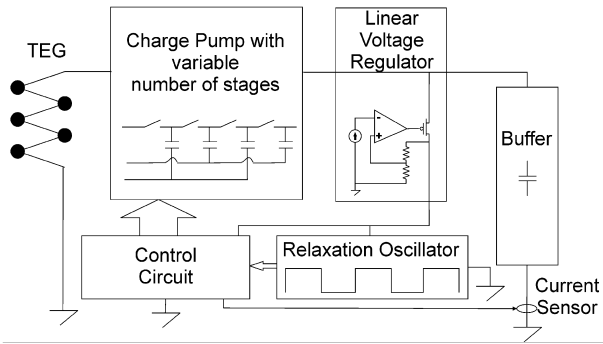 TEG
Charge Pump with
variable
number of stages
Linear
Voltage
Regulator
Buffer
Control
Circuit
Relaxation Oscillator
Current
Sensor